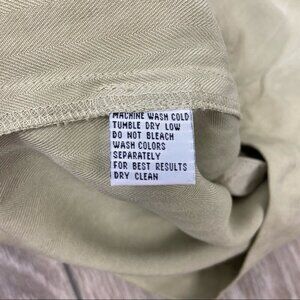 MACHINE WASH COLD
TUMBLE DRY LOW
DO NOT BLEACH
WASH COLORS
SEPARATELY
FOR BEST RESULTS
DRY CLEAN